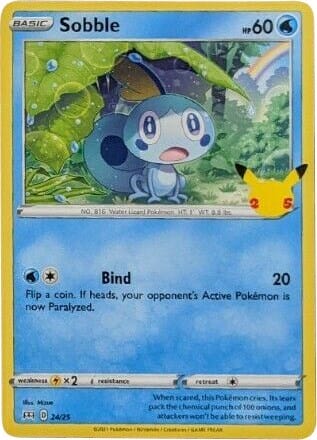 BASIC Sobble HP 60
25
NO. 816 Water Lizard Pokémon HT: 1' WT: 8.8 lbs.
Bind 20
Flip a coin. If heads, your opponent's Active Pokémon is
now Paralyzed.
weakness ×2 resistance retreat
Illus. Mizue
D 24/25
When scared, this Pokémon cries. Its tears
pack the chemical punch of 100 onions, and
attackers won't be able to resist weeping.
©2021 Pokémon / Nintendo / Creatures / GAME FREAK